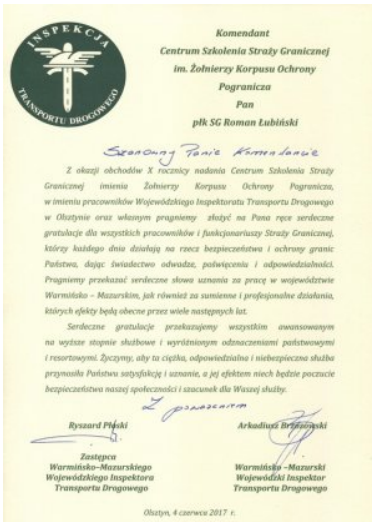 INSPEKCJA
TRANSPORTU DROGOWEGO
Komendant
Centrum Szkolenia Straży Granicznej
im. Żołnierzy Korpusu Ochrony
Pogranicza
Pan
płk SG Roman Łubiński
Szanowny Panie Komendancie
Z okazji obchodów X rocznicy nadania Centrum Szkolenia Straży
Granicznej imienia Żołnierzy Korpusu Ochrony Pogranicza,
w imieniu pracowników Wojewódzkiego Inspektoratu Transportu Drogowego
w Olsztynie oraz własnym pragniemy złożyć na Pana ręce serdeczne
gratulacje dla wszystkich pracowników i funkcjonariuszy Straży Granicznej,
którzy każdego dnia działają na rzecz bezpieczeństwa i ochrony granic
Państwa, dając świadectwo odwadze, poświęceniu i odpowiedzialności.
Pragniemy przekazać serdeczne słowa uznania za pracę w województwie
Warmińsko – Mazurskim, jak również za sumienne i profesjonalne działania,
których efekty będą obecne przez wiele następnych lat.
Serdeczne gratulacje przekazujemy wszystkim awansowanym
na wyższe stopnie służbowe i wyróżnionym odznaczeniami państwowymi
i resortowymi. Życzymy, aby ta ciężka, odpowiedzialna i niebezpieczna służba
przynosiła Państwu satysfakcję i uznanie, a jej efektem niech będzie poczucie
bezpieczeństwa naszej społeczności i szacunek dla Waszej służby.
Z poważaniem
Ryszard Płoski
Arkadiusz Brzozowski
Zastępca
Warmińsko–Mazurskiego
Wojewódzkiego Inspektora
Transportu Drogowego
Warmińsko – Mazurski
Wojewódzki Inspektor
Transportu Drogowego
Olsztyn, 4 czerwca 2017 r.